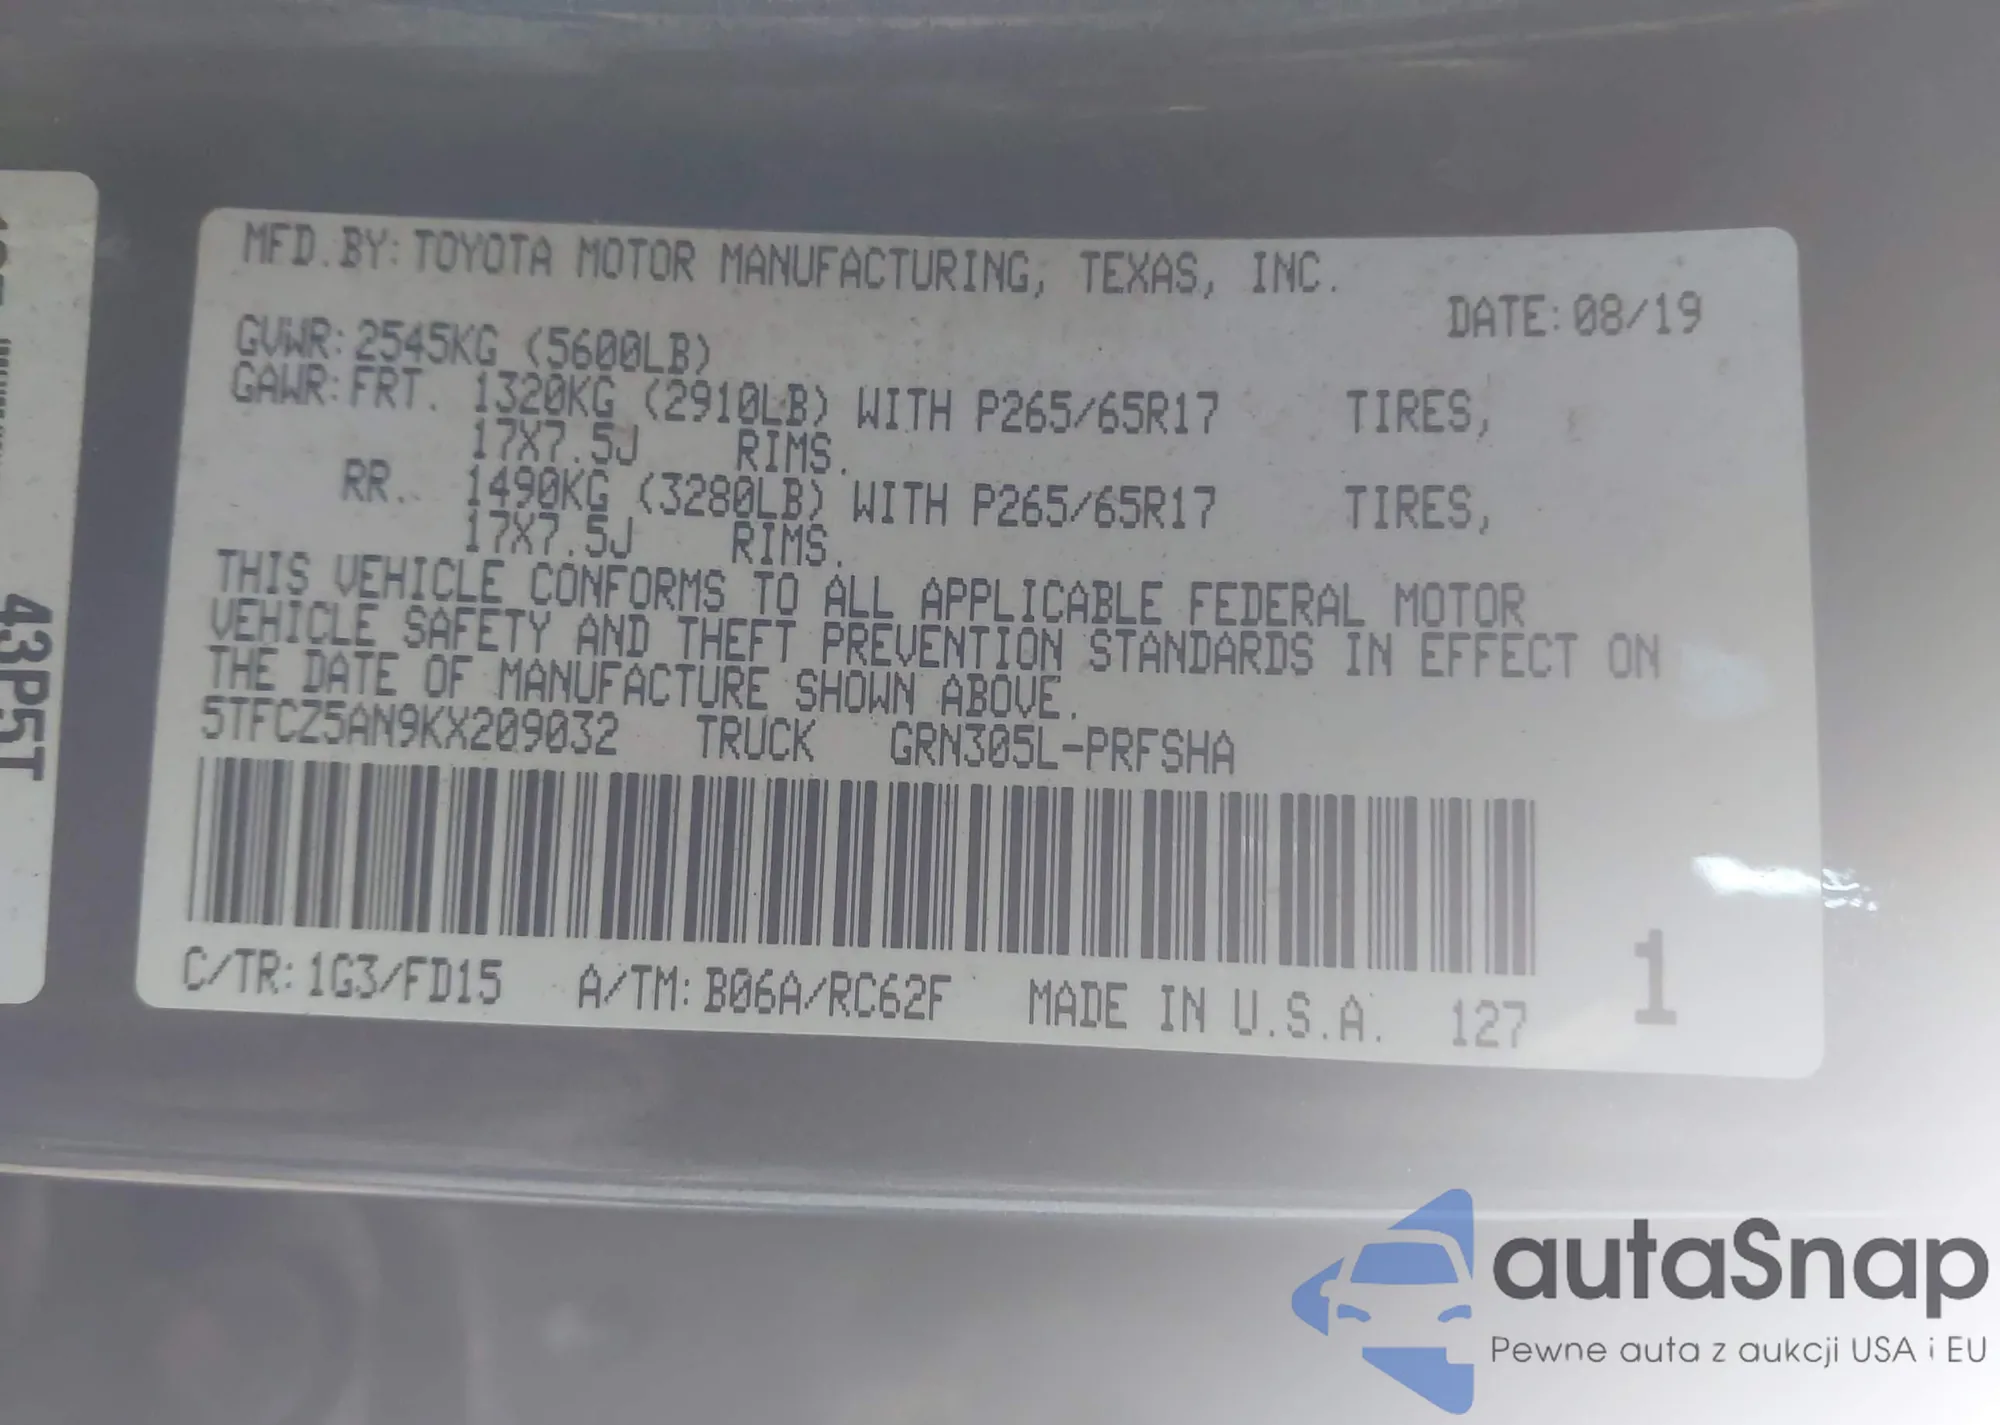 MFD.BY:TOYOTA MOTOR MANUFACTURING, TEXAS, INC.
DATE:08/19
GVWR:2545KG (5600LB)
GAWR:FRT. 1320KG (2910LB) WITH P265/65R17 TIRES,
17X7.5J RIMS.
RR. 1490KG (3280LB) WITH P265/65R17 TIRES,
17X7.5J RIMS.
THIS VEHICLE CONFORMS TO ALL APPLICABLE FEDERAL MOTOR
VEHICLE SAFETY AND THEFT PREVENTION STANDARDS IN EFFECT ON
THE DATE OF MANUFACTURE SHOWN ABOVE.
5TFCZ5AN9KX209032 TRUCK GRN305L-PRFSHA
C/TR:1G3/FD15 A/TM:B06A/RC62F MADE IN U.S.A. 127
1
43P5T
autaSnap
Pewne auta z aukcji USA i EU